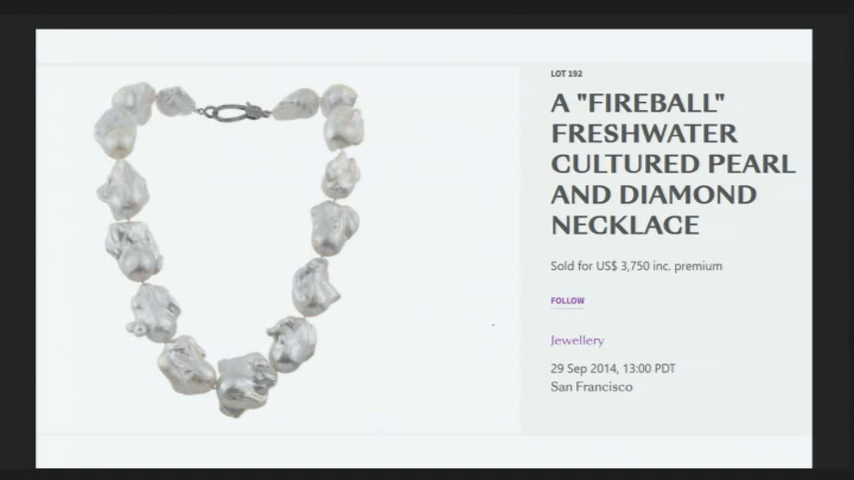 LOT 192
A "FIREBALL"
FRESHWATER
CULTURED PEARL
AND DIAMOND
NECKLACE
Sold for US$ 3,750 inc. premium
FOLLOW
Jewellery
29 Sep 2014, 13:00 PDT
San Francisco